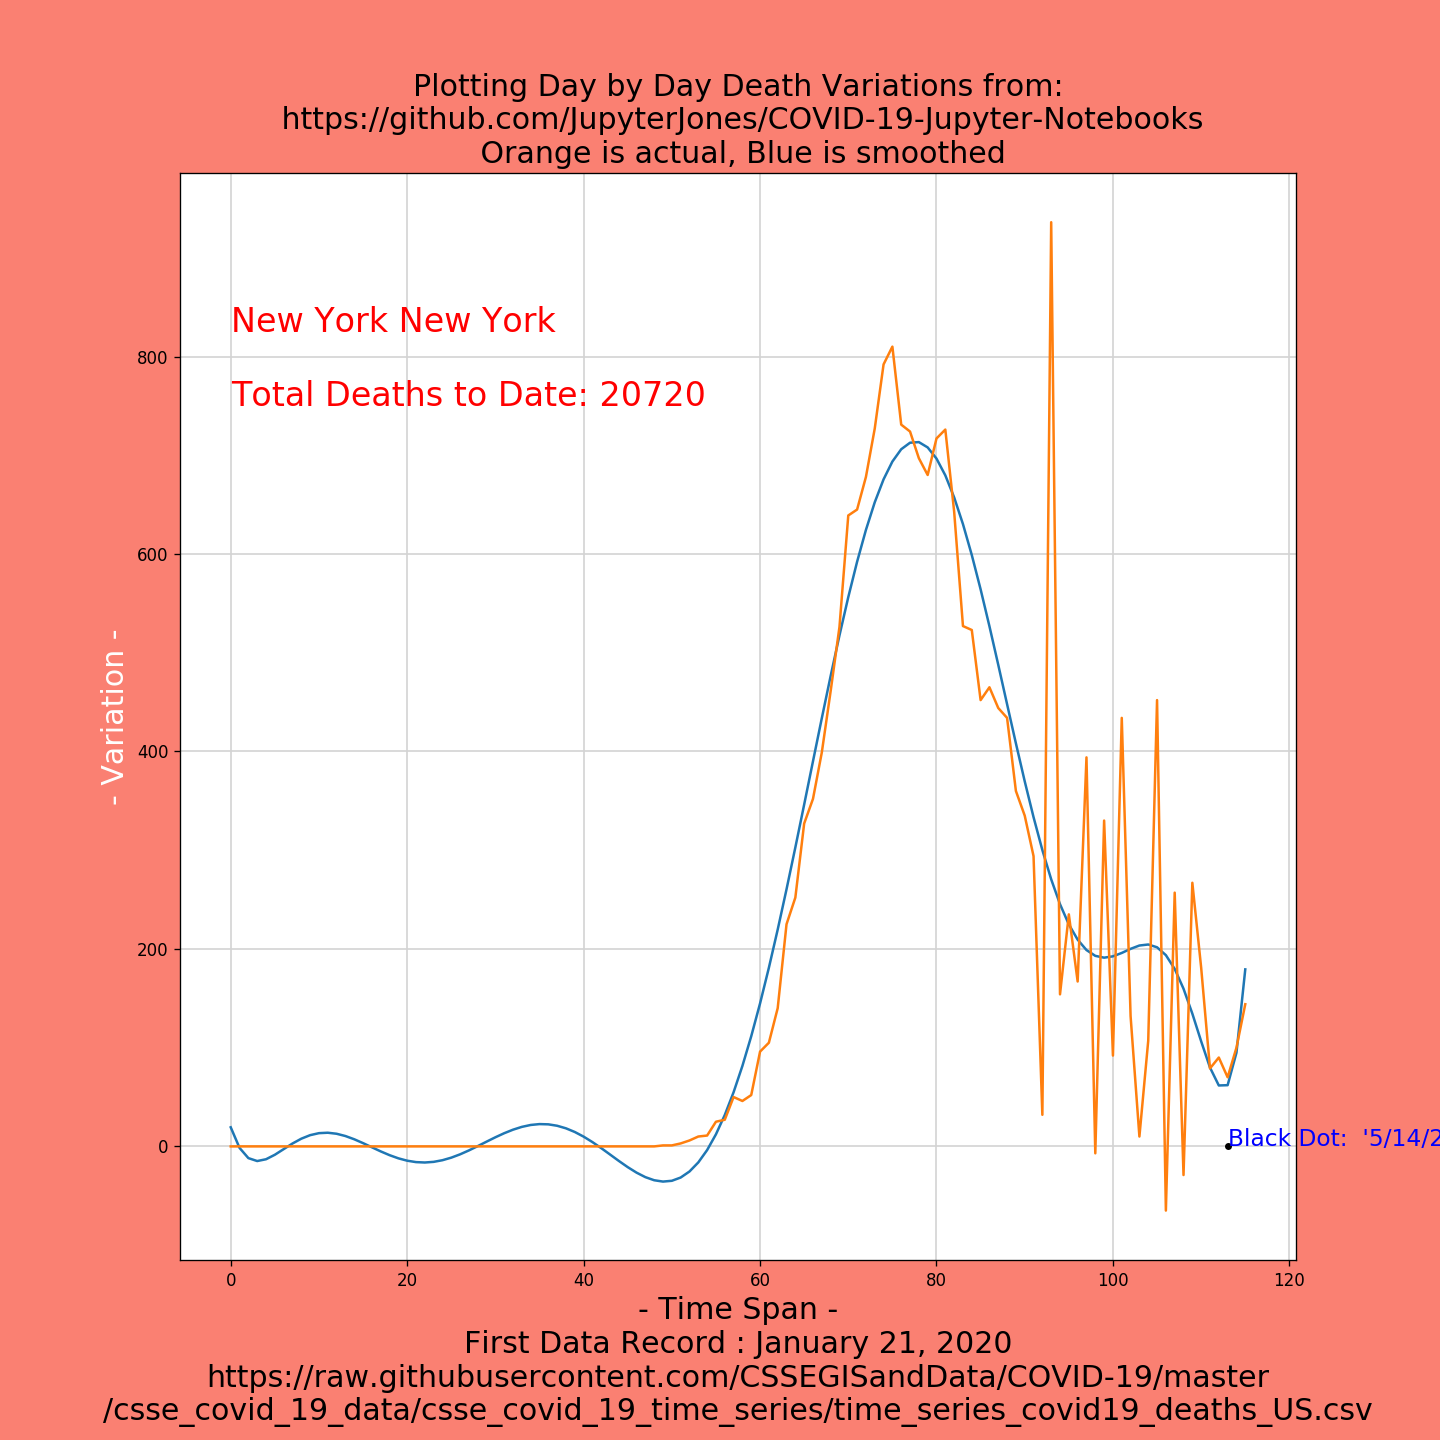 Plotting Day by Day Death Variations from:
https://github.com/JupyterJones/COVID-19-Jupyter-Notebooks
Orange is actual, Blue is smoothed
New York New York
Total Deaths to Date: 20720
- Variation -
800
600
400
200
0
Black Dot:  '5/14/2
0 20 40 60 80 100 120
- Time Span -
First Data Record : January 21, 2020
https://raw.githubusercontent.com/CSSEGISandData/COVID-19/master
/csse_covid_19_data/csse_covid_19_time_series/time_series_covid19_deaths_US.csv